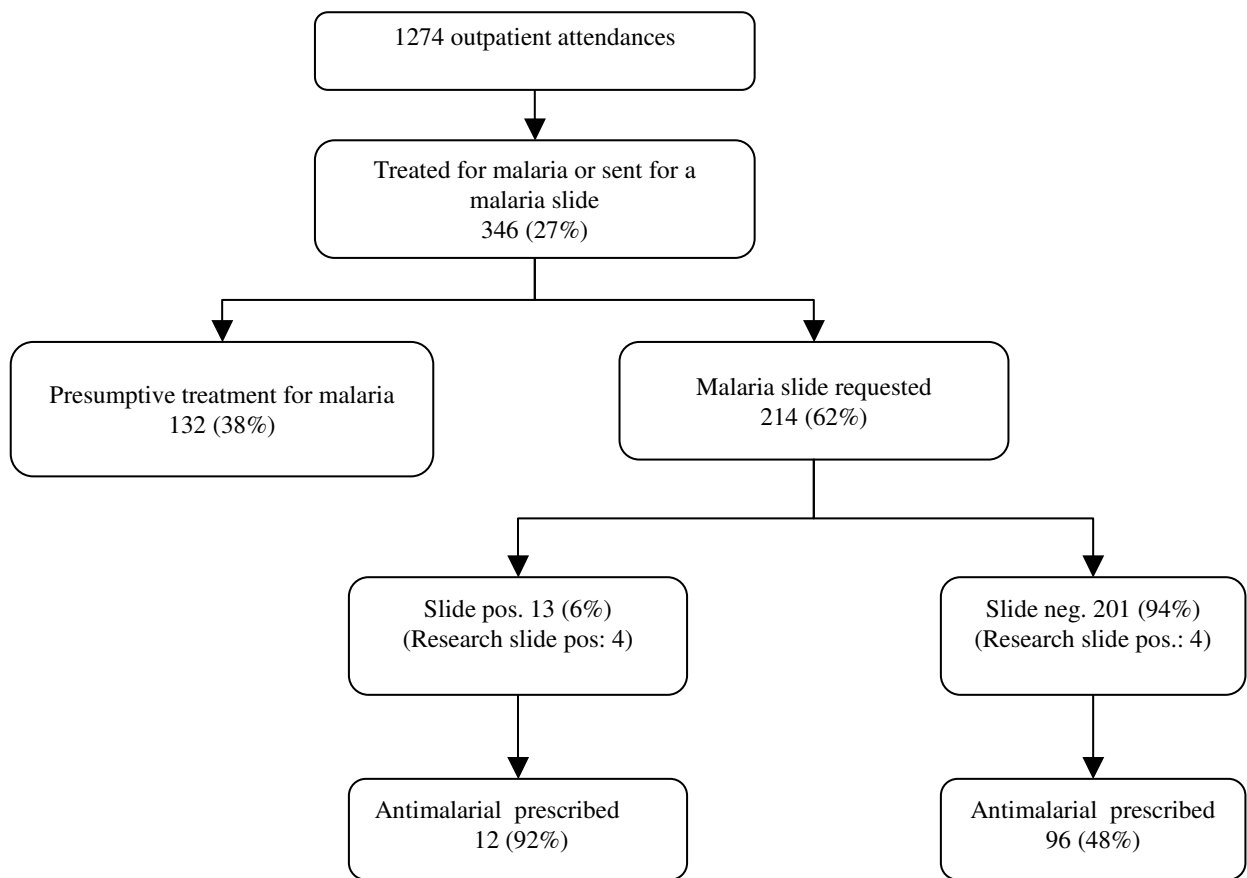 1274 outpatient attendances
Treated for malaria or sent for a
malaria slide
346 (27%)
Presumptive treatment for malaria
132 (38%)
Malaria slide requested
214 (62%)
Slide pos. 13 (6%)
(Research slide pos: 4)
Slide neg. 201 (94%)
(Research slide pos.: 4)
Antimalarial prescribed
12 (92%)
Antimalarial prescribed
96 (48%)